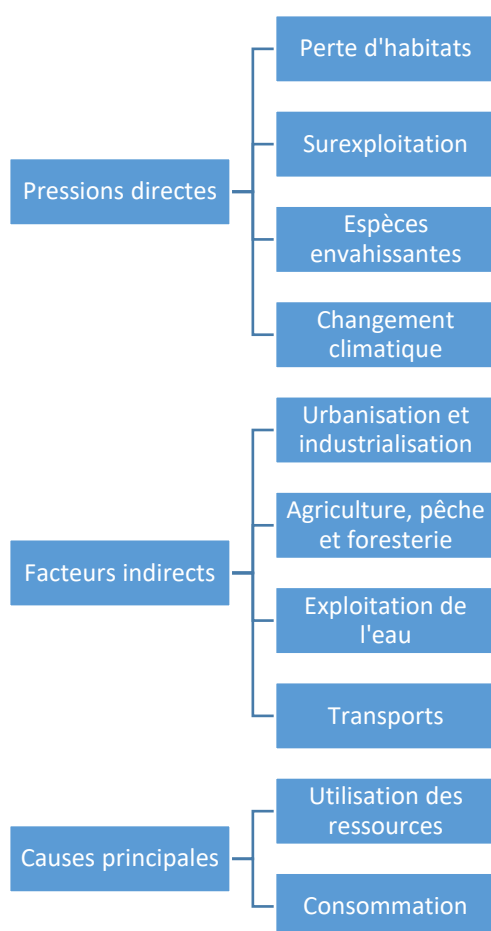 Pressions directes
Perte d'habitats
Surexploitation
Espèces
envahissantes
Changement
climatique
Facteurs indirects
Urbanisation et
industrialisation
Agriculture, pêche
et foresterie
Exploitation de
l'eau
Transports
Causes principales
Utilisation des
ressources
Consommation